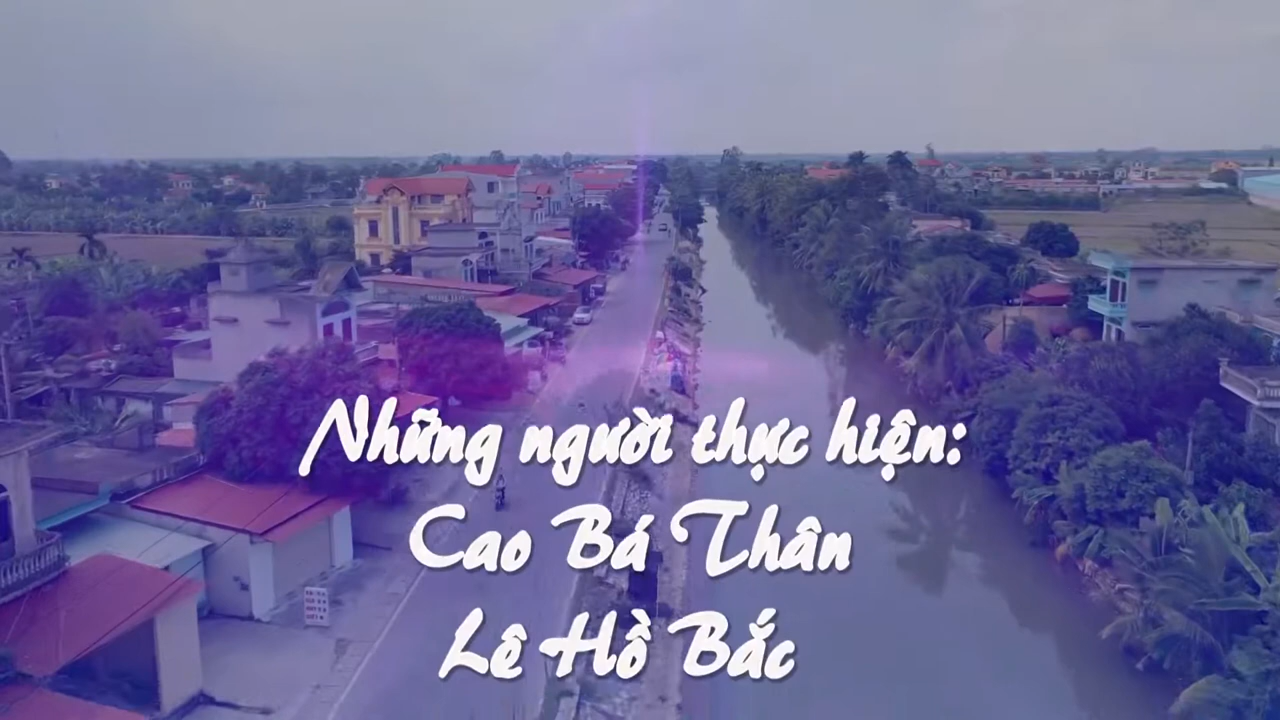 Những người thực hiện:
Cao Bá Thân
Lê Hồ Bắc